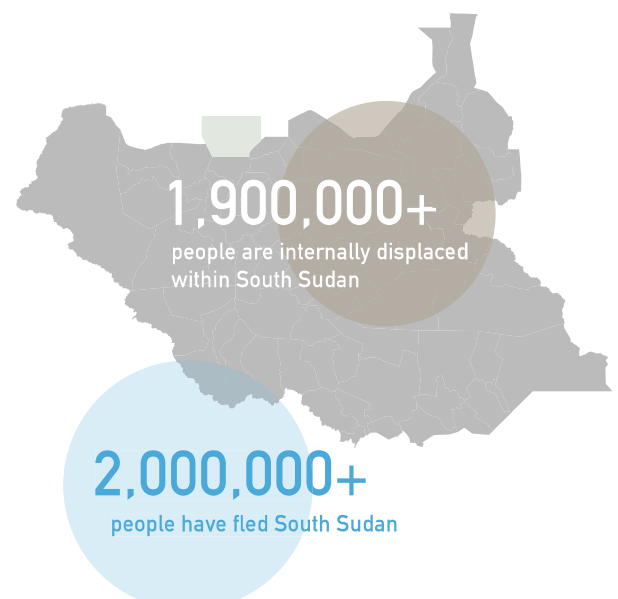 1,900,000+
people are internally displaced
within South Sudan
2,000,000+
people have fled South Sudan